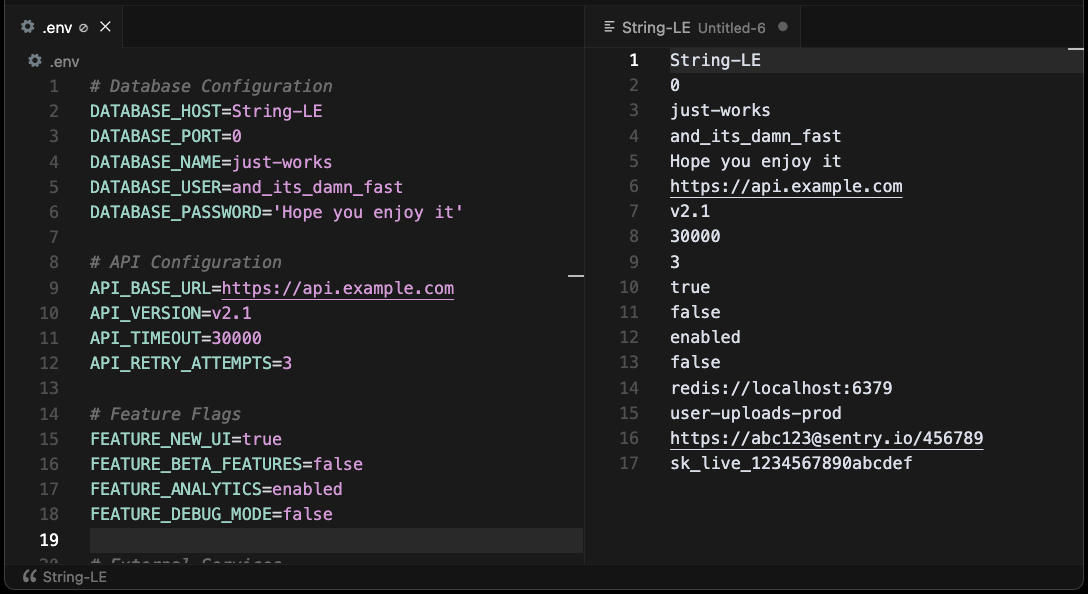 .env
.env
1 # Database Configuration
2 DATABASE_HOST=String-LE
3 DATABASE_PORT=0
4 DATABASE_NAME=just-works
5 DATABASE_USER=and_its_damn_fast
6 DATABASE_PASSWORD='Hope you enjoy it'
7
8 # API Configuration
9 API_BASE_URL=https://api.example.com
10 API_VERSION=v2.1
11 API_TIMEOUT=30000
12 API_RETRY_ATTEMPTS=3
13
14 # Feature Flags
15 FEATURE_NEW_UI=true
16 FEATURE_BETA_FEATURES=false
17 FEATURE_ANALYTICS=enabled
18 FEATURE_DEBUG_MODE=false
19
20 # External Services
String-LE Untitled-6
1 String-LE
2 0
3 just-works
4 and_its_damn_fast
5 Hope you enjoy it
6 https://api.example.com
7 v2.1
8 30000
9 3
10 true
11 false
12 enabled
13 false
14 redis://localhost:6379
15 user-uploads-prod
16 https://abc123@sentry.io/456789
17 sk_live_1234567890abcdef
String-LE